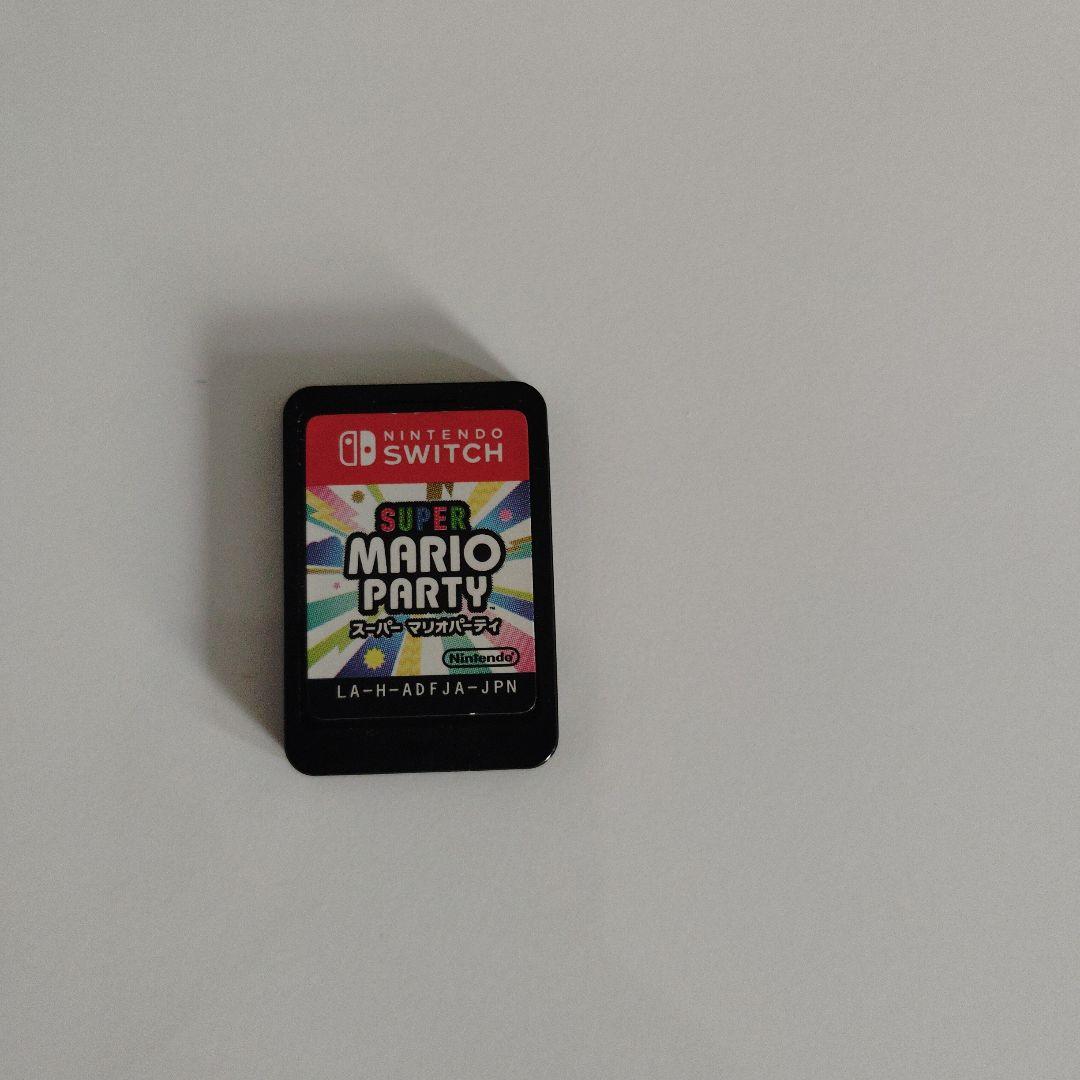 NINTENDO
SWITCH
SUPER
MARIO
PARTY™
スーパー マリオパーティ
Nintendo®
LA-H-ADFJA-JPN